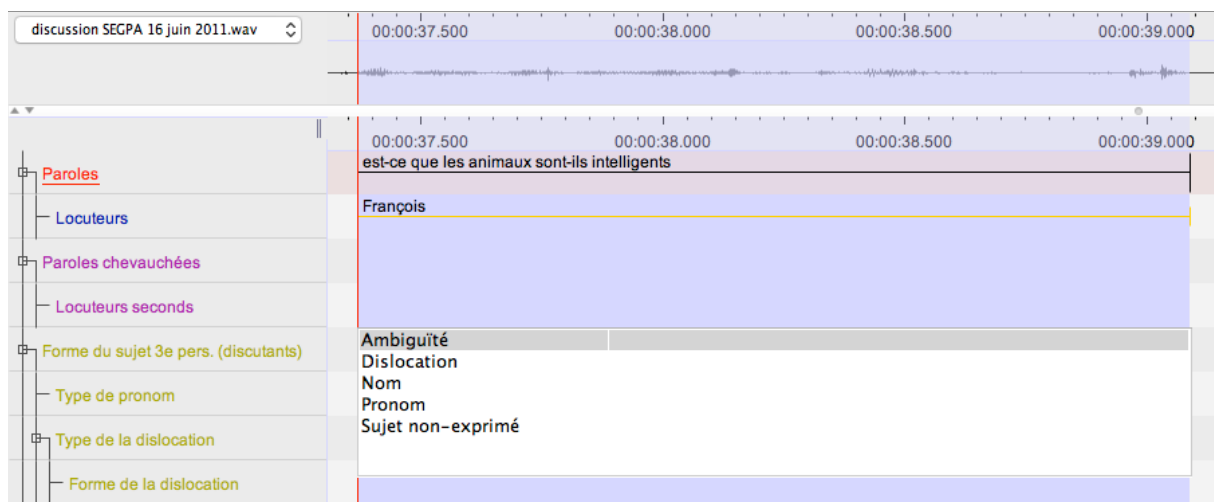 discussion SEGPA 16 juin 2011.wav
00:00:37.500 00:00:38.000 00:00:38.500 00:00:39.000
00:00:37.500 00:00:38.000 00:00:38.500 00:00:39.000
Paroles
est-ce que les animaux sont-ils intelligents
Locuteurs
François
Paroles chevauchées
Locuteurs seconds
Forme du sujet 3e pers. (discutants)
Type de pronom
Type de la dislocation
Forme de la dislocation
Ambiguïté
Dislocation
Nom
Pronom
Sujet non-exprimé